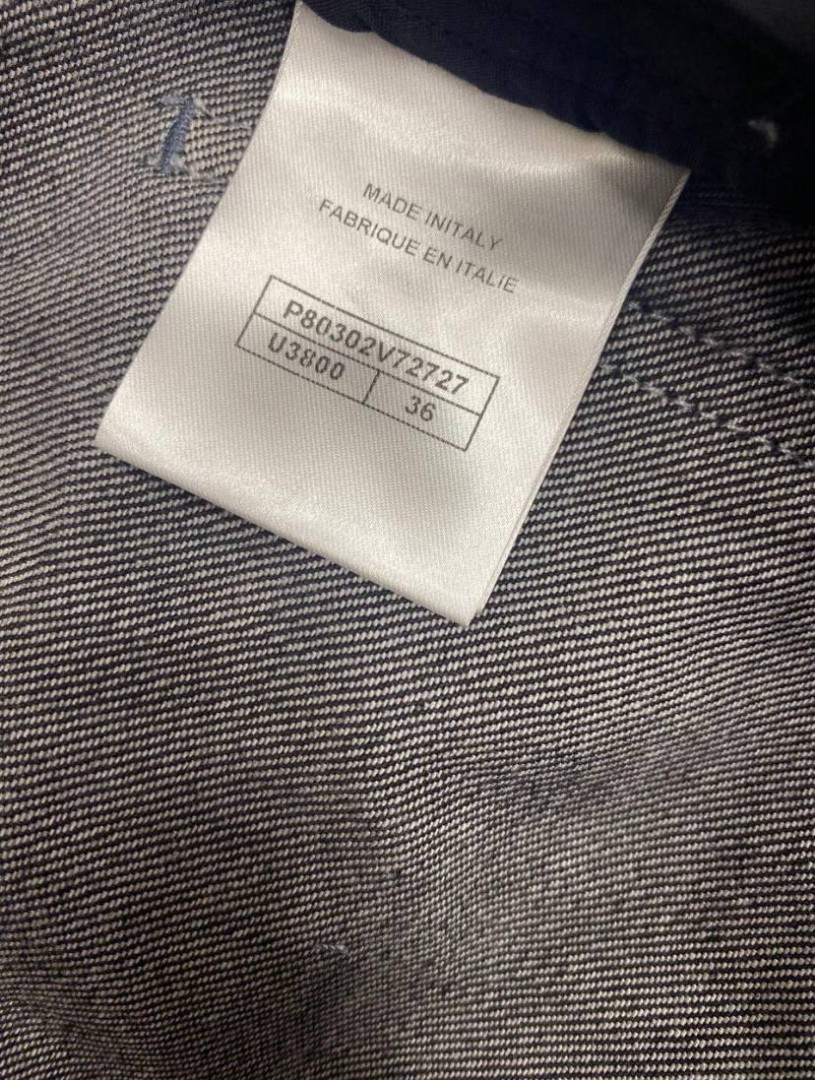 MADE INITALY
FABRIQUE EN ITALIE
P80302V72727
U3800 36